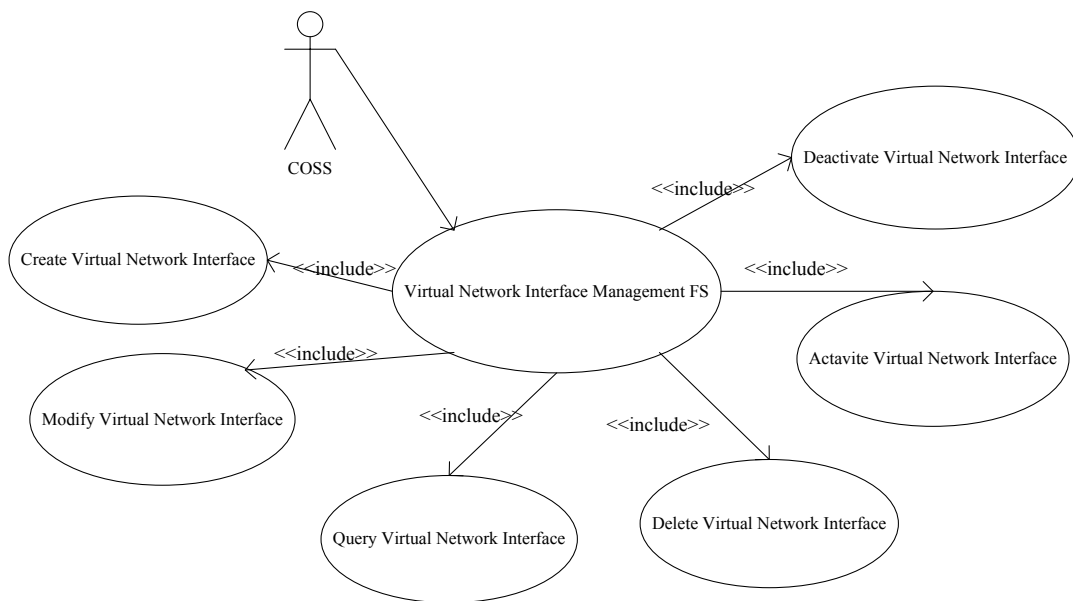 COSS
Deactivate Virtual Network Interface
<<include>>
Create Virtual Network Interface
<<include>>
Virtual Network Interface Management FS
<<include>>
Actavite Virtual Network Interface
<<include>>
Modify Virtual Network Interface
<<include>>
<<include>>
Query Virtual Network Interface
Delete Virtual Network Interface